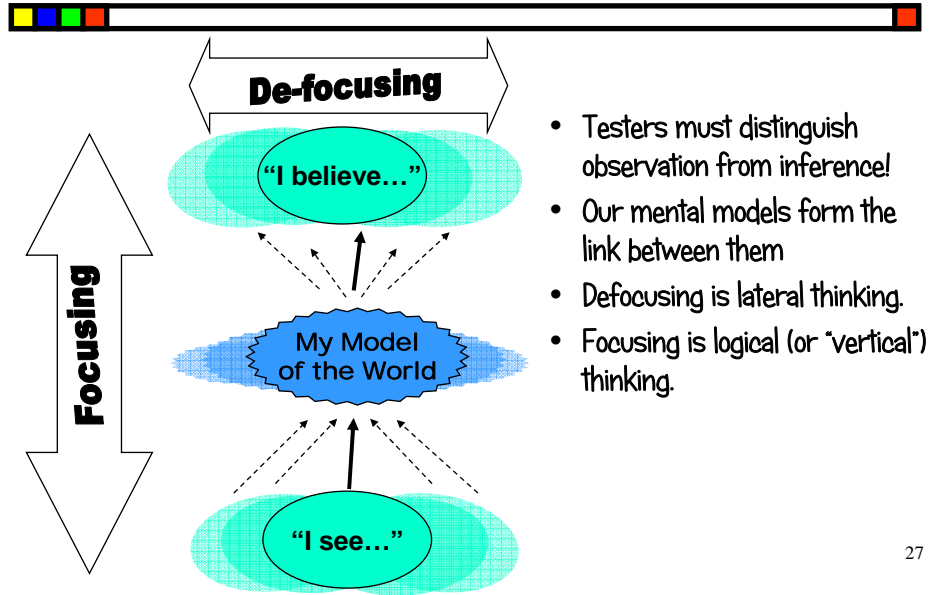 De-focusing
"I believe…"
Focusing
My Model
of the World
"I see…"
• Testers must distinguish
observation from inference!
• Our mental models form the
link between them
• Defocusing is lateral thinking.
• Focusing is logical (or "vertical")
thinking.
27